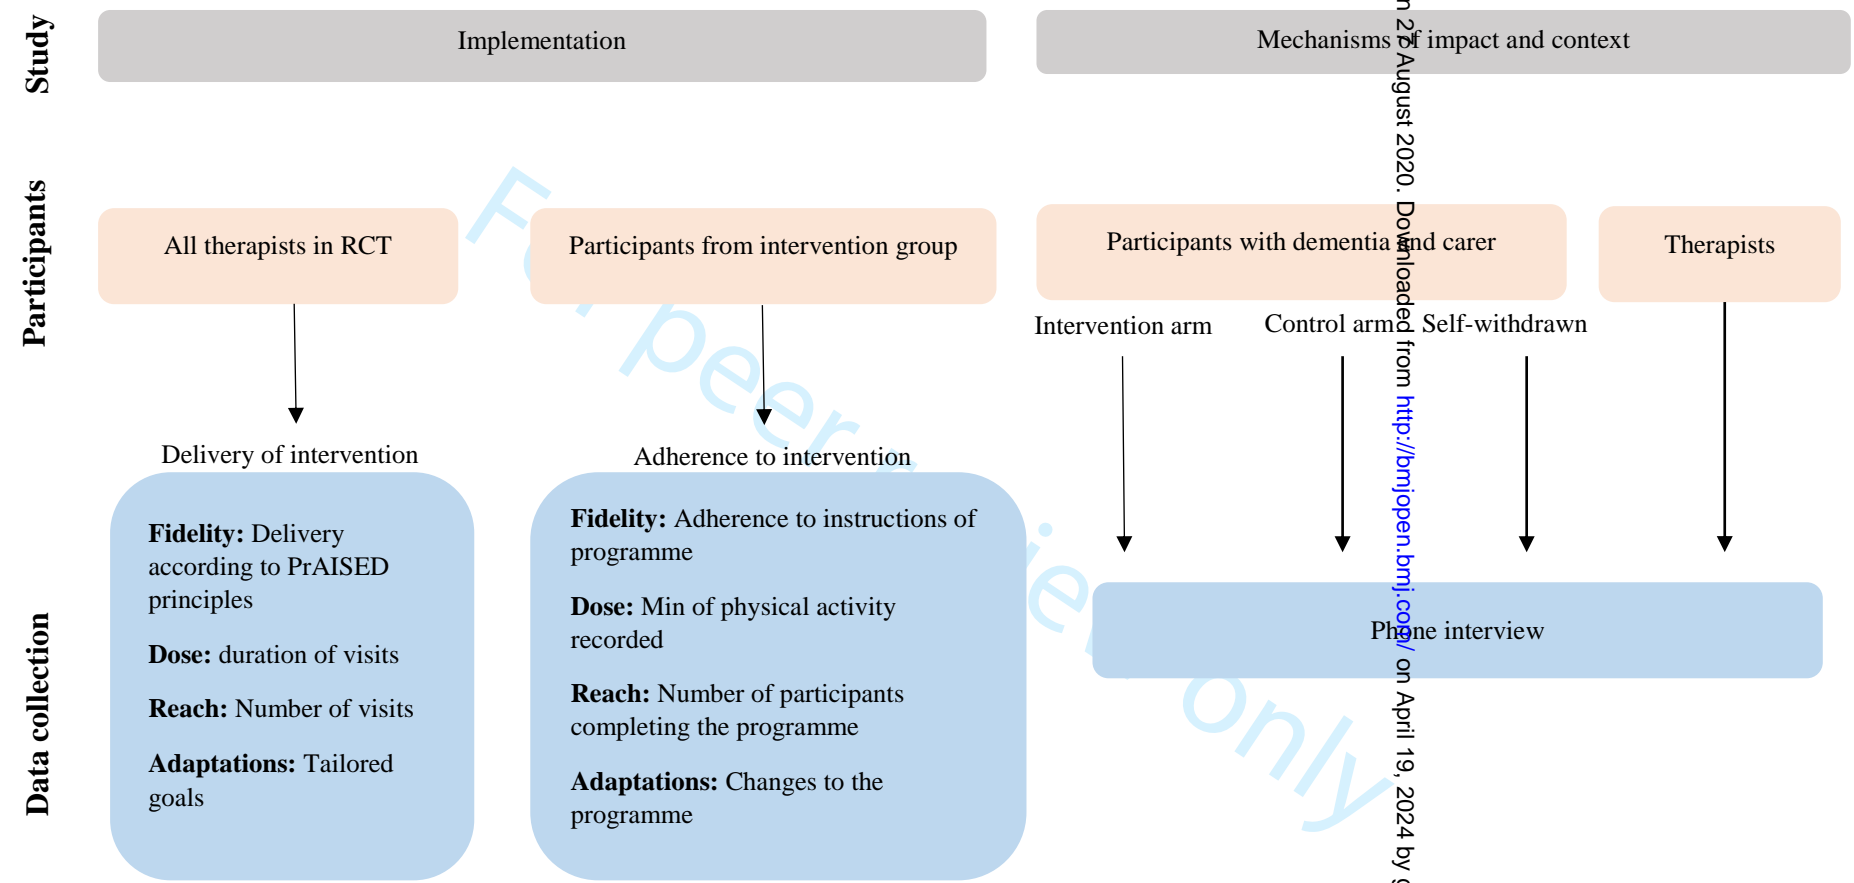 Study
Implementation
Mechanisms of impact and context
Participants
All therapists in RCT
Participants from intervention group
Participants with dementia and carer
Therapists
Intervention arm
Control arm
Self-withdrawn
Delivery of intervention
Adherence to intervention
Data collection
Fidelity: Delivery
according to PrAISED
principles
Dose: duration of visits
Reach: Number of visits
Adaptations: Tailored
goals
Fidelity: Adherence to instructions of
programme
Dose: Min of physical activity
recorded
Reach: Number of participants
completing the programme
Adaptations: Changes to the
programme
Phone interview
For peer only
27 August 2020. Downloaded from http://bmjopen.bmj.com/ on April 19, 2024 by